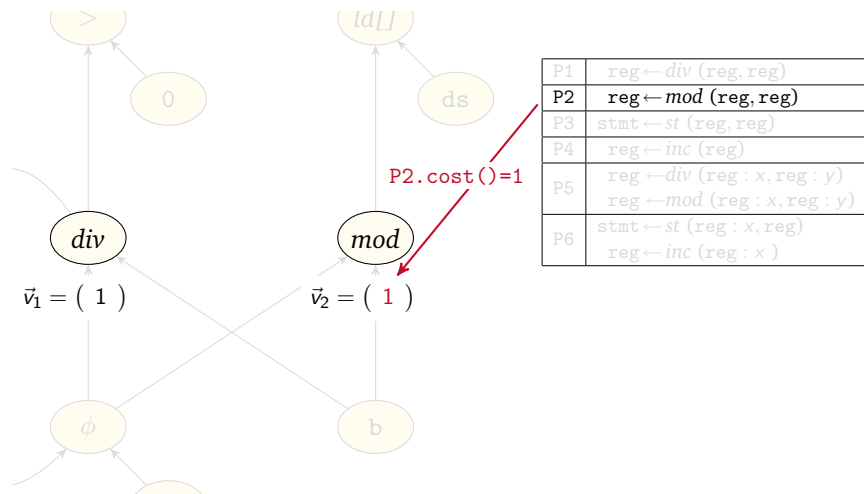 >
ld[]
0
ds
P1 reg←div (reg,reg)
P2 reg←mod (reg,reg)
P3 stmt←st (reg,reg)
P4 reg←inc (reg)
P5 reg←div (reg : x,reg : y)
reg←mod (reg : x,reg : y)
P6 stmt←st (reg : x,reg)
reg←inc (reg : x )
P2.cost()=1
div
mod
v⃗₁ = ( 1 )
v⃗₂ = ( 1 )
ϕ
b